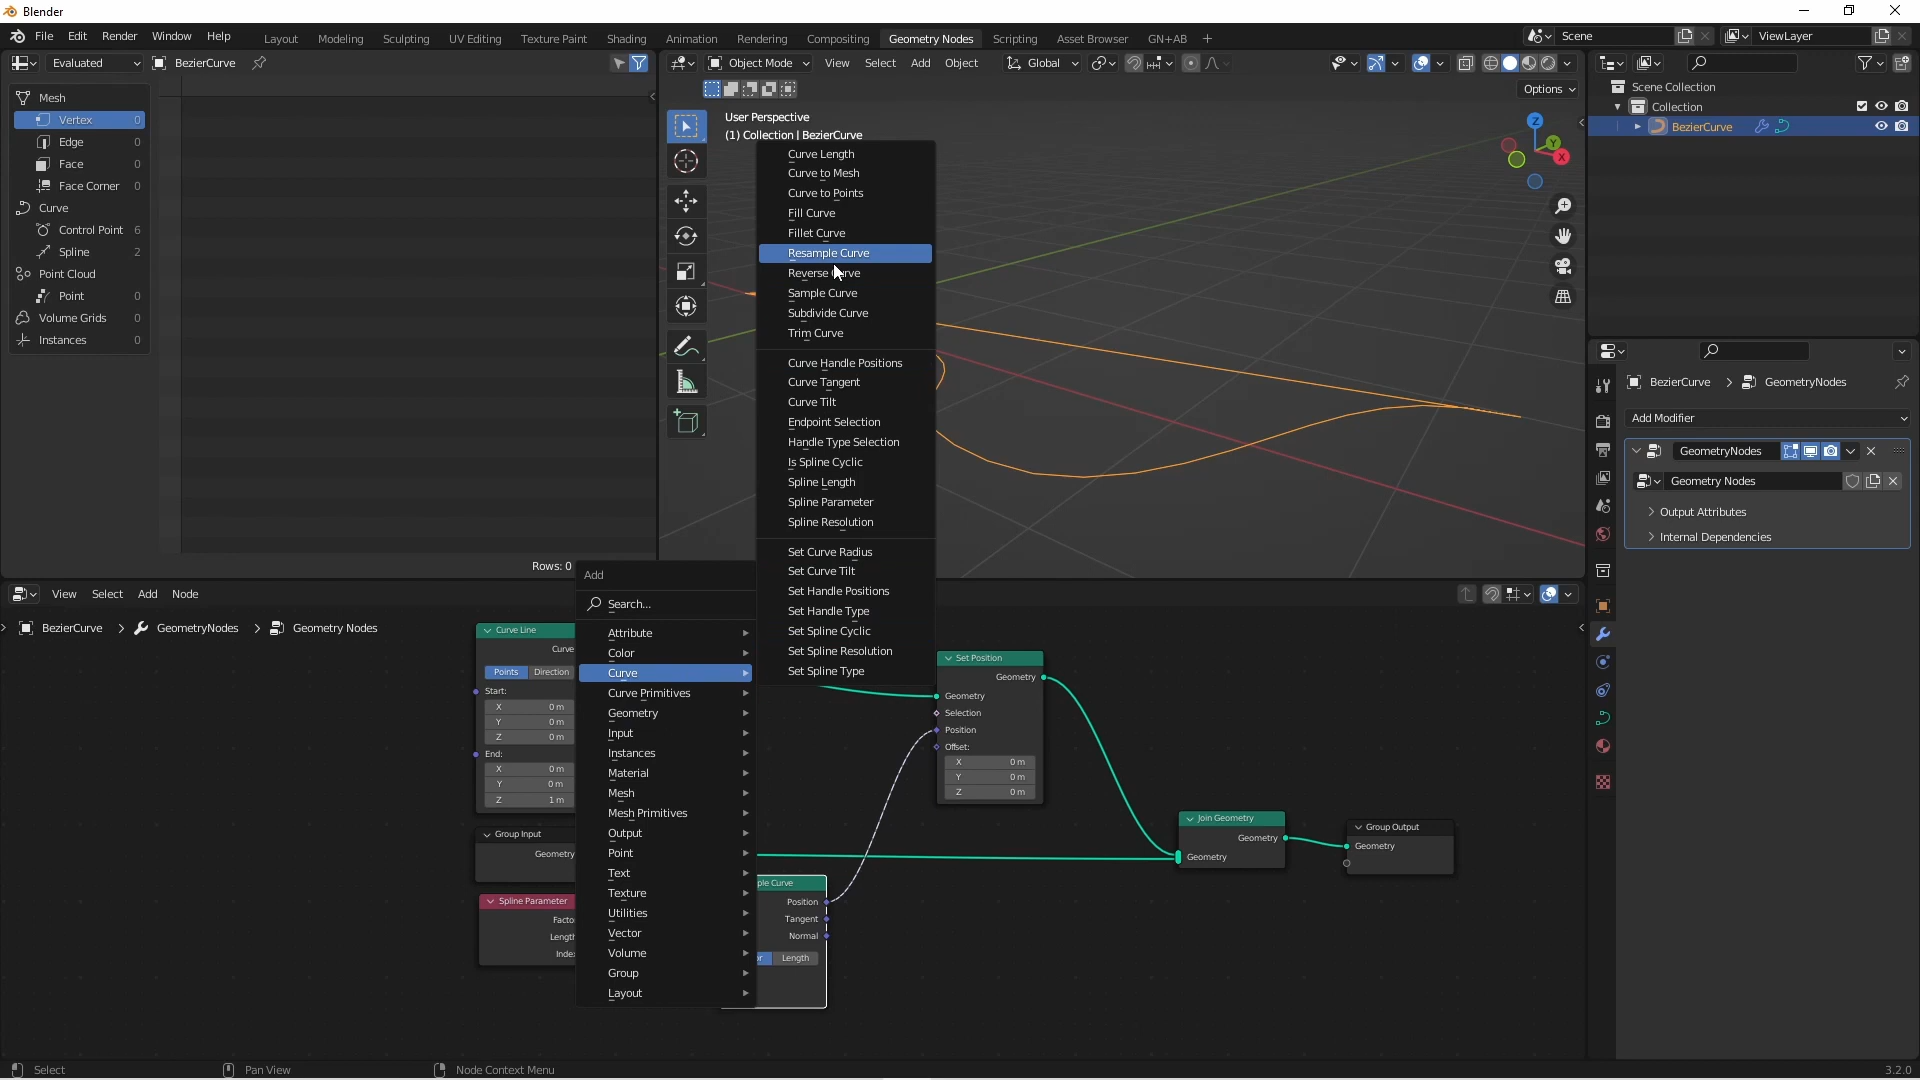 Blender
File Edit Render Window Help Layout Modeling Sculpting UV Editing Texture Paint Shading Animation Rendering Compositing Geometry Nodes Scripting Asset Browser GN+AB + Scene ViewLayer
Evaluated BezierCurve Object Mode View Select Add Object Global
Options
Mesh
Vertex 0
Edge 0
Face 0
Face Corner 0
Curve
Control Point 6
Spline 2
Point Cloud
Point 0
Volume Grids 0
Instances 0
Rows: 0
User Perspective
(1) Collection | BezierCurve
Z
Y
X
Curve Length
Curve to Mesh
Curve to Points
Fill Curve
Fillet Curve
Resample Curve
Reverse Curve
Sample Curve
Subdivide Curve
Trim Curve
Curve Handle Positions
Curve Tangent
Curve Tilt
Endpoint Selection
Handle Type Selection
Is Spline Cyclic
Spline Length
Spline Parameter
Spline Resolution
Set Curve Radius
Set Curve Tilt
Set Handle Positions
Set Handle Type
Set Spline Cyclic
Set Spline Resolution
Set Spline Type
Scene Collection
Collection
BezierCurve
BezierCurve > GeometryNodes
Add Modifier
GeometryNodes
Geometry Nodes
Output Attributes
Internal Dependencies
View Select Add Node
BezierCurve > GeometryNodes > Geometry Nodes
Curve Line
Curve
Points Direction
Start:
X 0 m
Y 0 m
Z 0 m
End:
X 0 m
Y 0 m
Z 1 m
Group Input
Geometry
Spline Parameter
Facto
Length
Index
Add
Search...
Attribute
Color
Curve
Curve Primitives
Geometry
Input
Instances
Material
Mesh
Mesh Primitives
Output
Point
Text
Texture
Utilities
Vector
Volume
Group
Layout
ple Curve
Position
Tangent
Normal
or Length
Set Position
Geometry
Geometry
Selection
Position
Offset:
X 0 m
Y 0 m
Z 0 m
Join Geometry
Geometry
Geometry
Group Output
Geometry
Select Pan View Node Context Menu 3.2.0